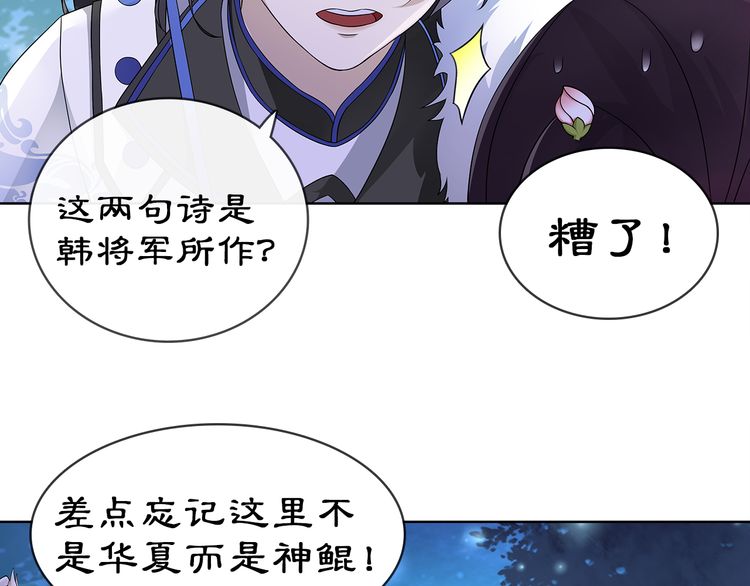 这两句诗是
韩将军所作?
糟了!
差点忘记这里不
是华夏而是神鲲!